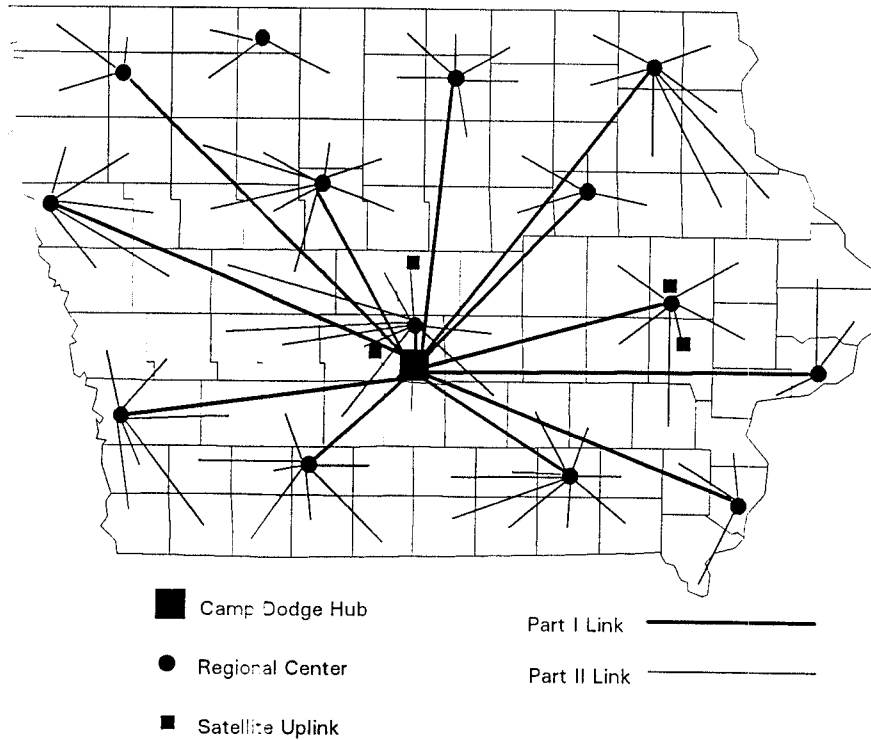 Camp Dodge Hub
Regional Center
Satellite Uplink
Part I Link
Part II Link